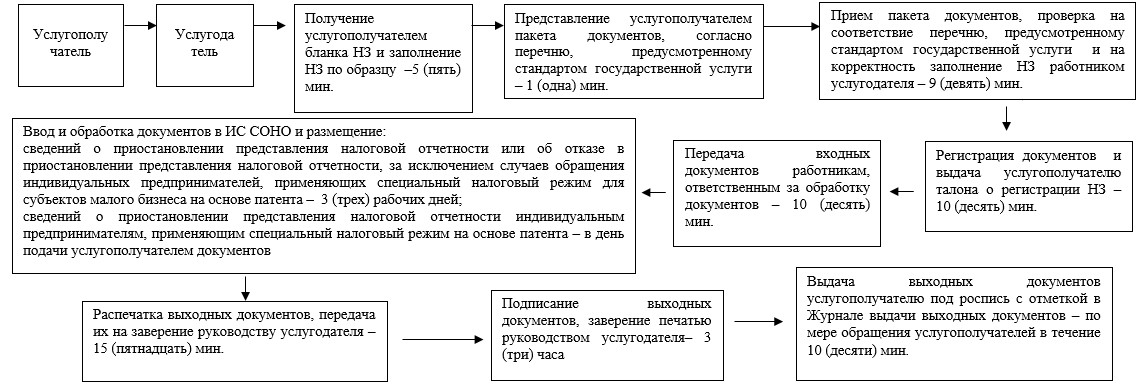 Услугополу
чатель
Услугода
тель
Получение
услугополучателем
бланка НЗ и заполнение
НЗ по образцу –5 (пять)
мин.
Представление услугополучателем
пакета документов, согласно
перечню, предусмотренному
стандартом государственной услуги
– 1 (одна) мин.
Прием пакета документов, проверка на
соответствие перечню, предусмотренному
стандартом государственной услуги и на
корректность заполнение НЗ работником
услугодателя – 9 (девять) мин.
Регистрация документов и
выдача услугополучателю
талона о регистрации НЗ –
10 (десять) мин.
Передача входных
документов работникам,
ответственным за обработку
документов – 10 (десять)
мин.
Ввод и обработка документов в ИС СОНО и размещение:
сведений о приостановлении представления налоговой отчетности или об отказе в
приостановлении представления налоговой отчетности, за исключением случаев обращения
индивидуальных предпринимателей, применяющих специальный налоговый режим для
субъектов малого бизнеса на основе патента – 3 (трех) рабочих дней;
сведений о приостановлении представления налоговой отчетности индивидуальным
предпринимателям, применяющим специальный налоговый режим на основе патента – в день
подачи услугополучателем документов
Распечатка выходных документов, передача
их на заверение руководству услугодателя –
15 (пятнадцать) мин.
Подписание выходных
документов, заверение печатью
руководством услугодателя– 3
(три) часа
Выдача выходных документов
услугополучателю под роспись с отметкой в
Журнале выдачи выходных документов – по
мере обращения услугополучателей в течение
10 (десяти) мин.